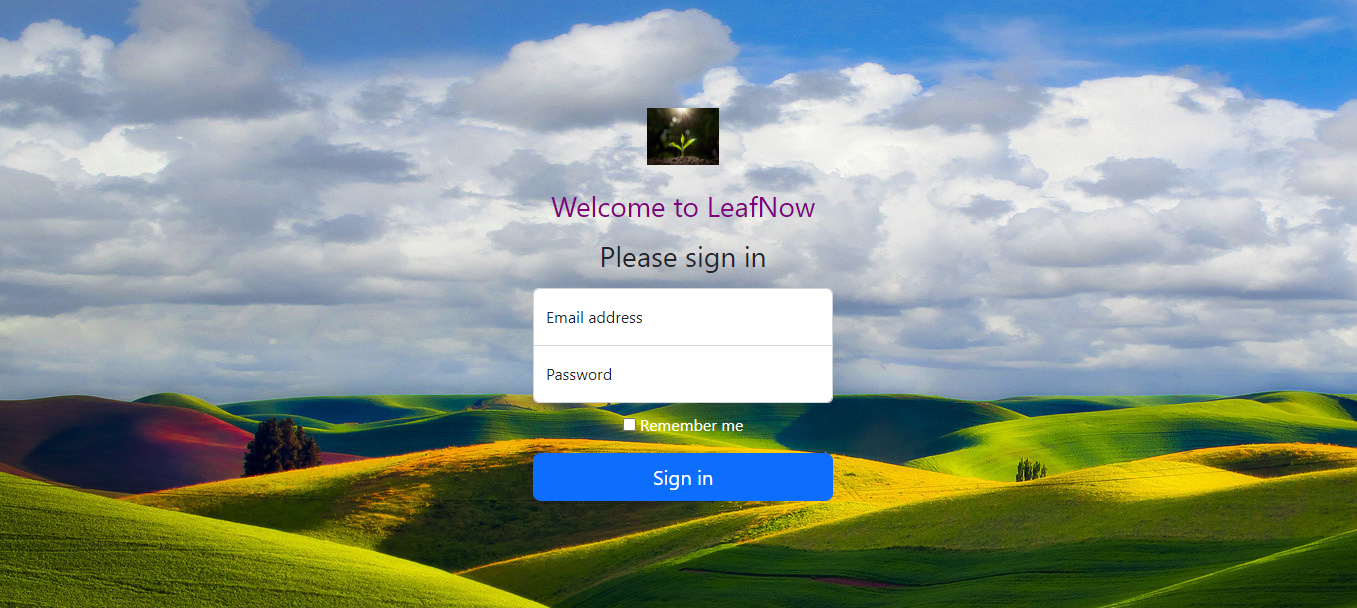 Welcome to LeafNow
Please sign in
Email address
Password
Remember me
Sign in